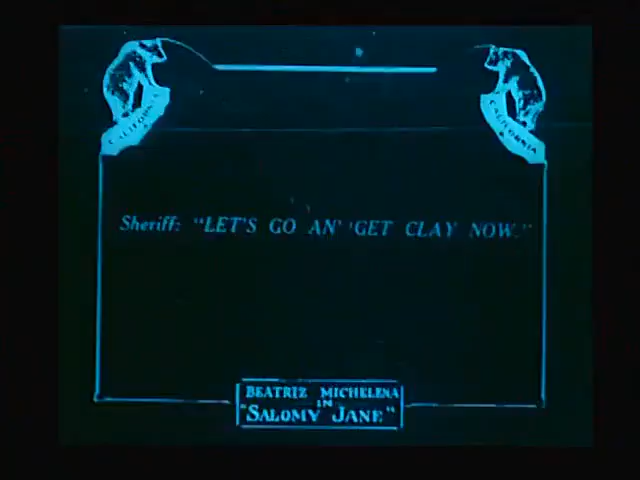 CALIFORNIA
CALIFORNIA
Sheriff: "LET'S GO AN' GET CLAY NOW."
BEATRIZ MICHELENA
IN
"SALOMY JANE"